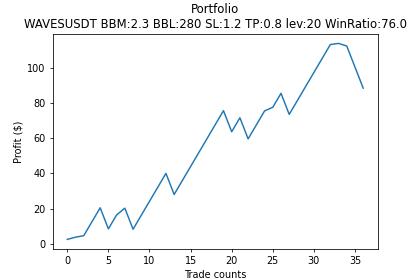 Portfolio
WAVESUSDT BBM:2.3 BBL:280 SL:1.2 TP:0.8 lev:20 WinRatio:76.0
100
80
60
40
20
0
Profit ($)
0 5 10 15 20 25 30 35
Trade counts